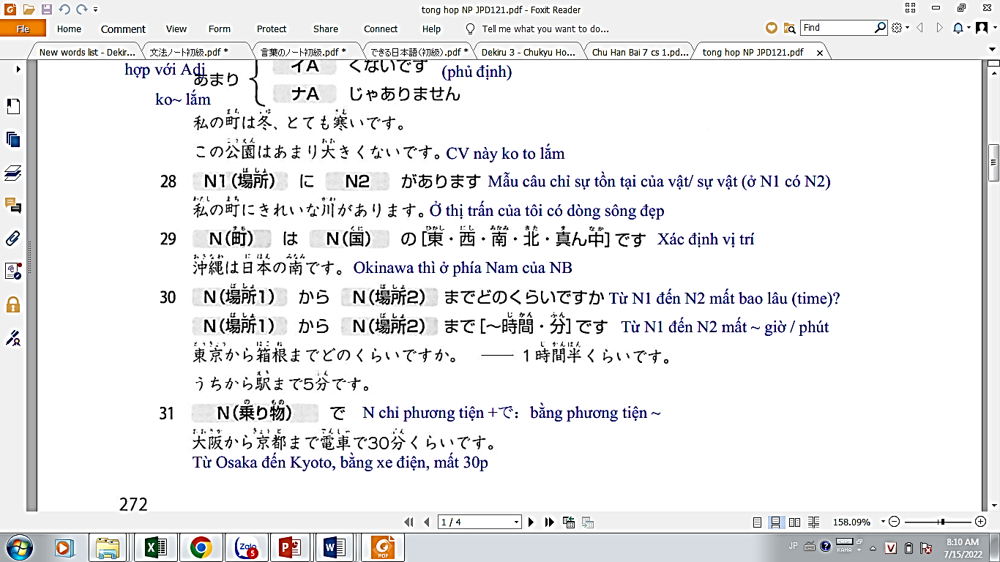 tong hop NP JPD121.pdf - Foxit Reader
File Home Comment View Form Protect Share Connect Help Tell me what you want to do... Find
New words list - Dekir... 文法ノート初級.pdf * 言葉のノート初級.pdf * できる日本語〈初級〉.pdf * Dekiru 3 - Chukyu Ho... Chu Han Bai 7 cs 1.pd... tong hop NP JPD121.pdf
hợp với Adj あまり イA くないです (phủ định)
ko~ lắm ナA じゃありません
私の町は冬、とても寒いです。
この公園はあまり大きくないです。CV này ko to lắm
28 N1(場所) に N2 があります Mẫu câu chỉ sự tồn tại của vật/ sự vật (ở N1 có N2)
私の町にきれいな川があります。Ở thị trấn của tôi có dòng sông đẹp
29 N(町) は N(国) の [東・西・南・北・真ん中] です Xác định vị trí
沖縄は日本の南です。Okinawa thì ở phía Nam của NB
30 N(場所1) から N(場所2) までどのくらいですか Từ N1 đến N2 mất bao lâu (time)?
N(場所1) から N(場所2) まで [～時間・分] です Từ N1 đến N2 mất ~ giờ / phút
東京から箱根までどのくらいですか。 —— 1時間半くらいです。
うちから駅まで5分です。
31 N(乗り物) で N chỉ phương tiện +で：bằng phương tiện ~
大阪から京都まで電車で30分くらいです。
Từ Osaka đến Kyoto, bằng xe điện, mất 30p
272
1 / 4 158.09%
Zalo 5 PDF JP CAPS KANA 8:10 AM
7/15/2022